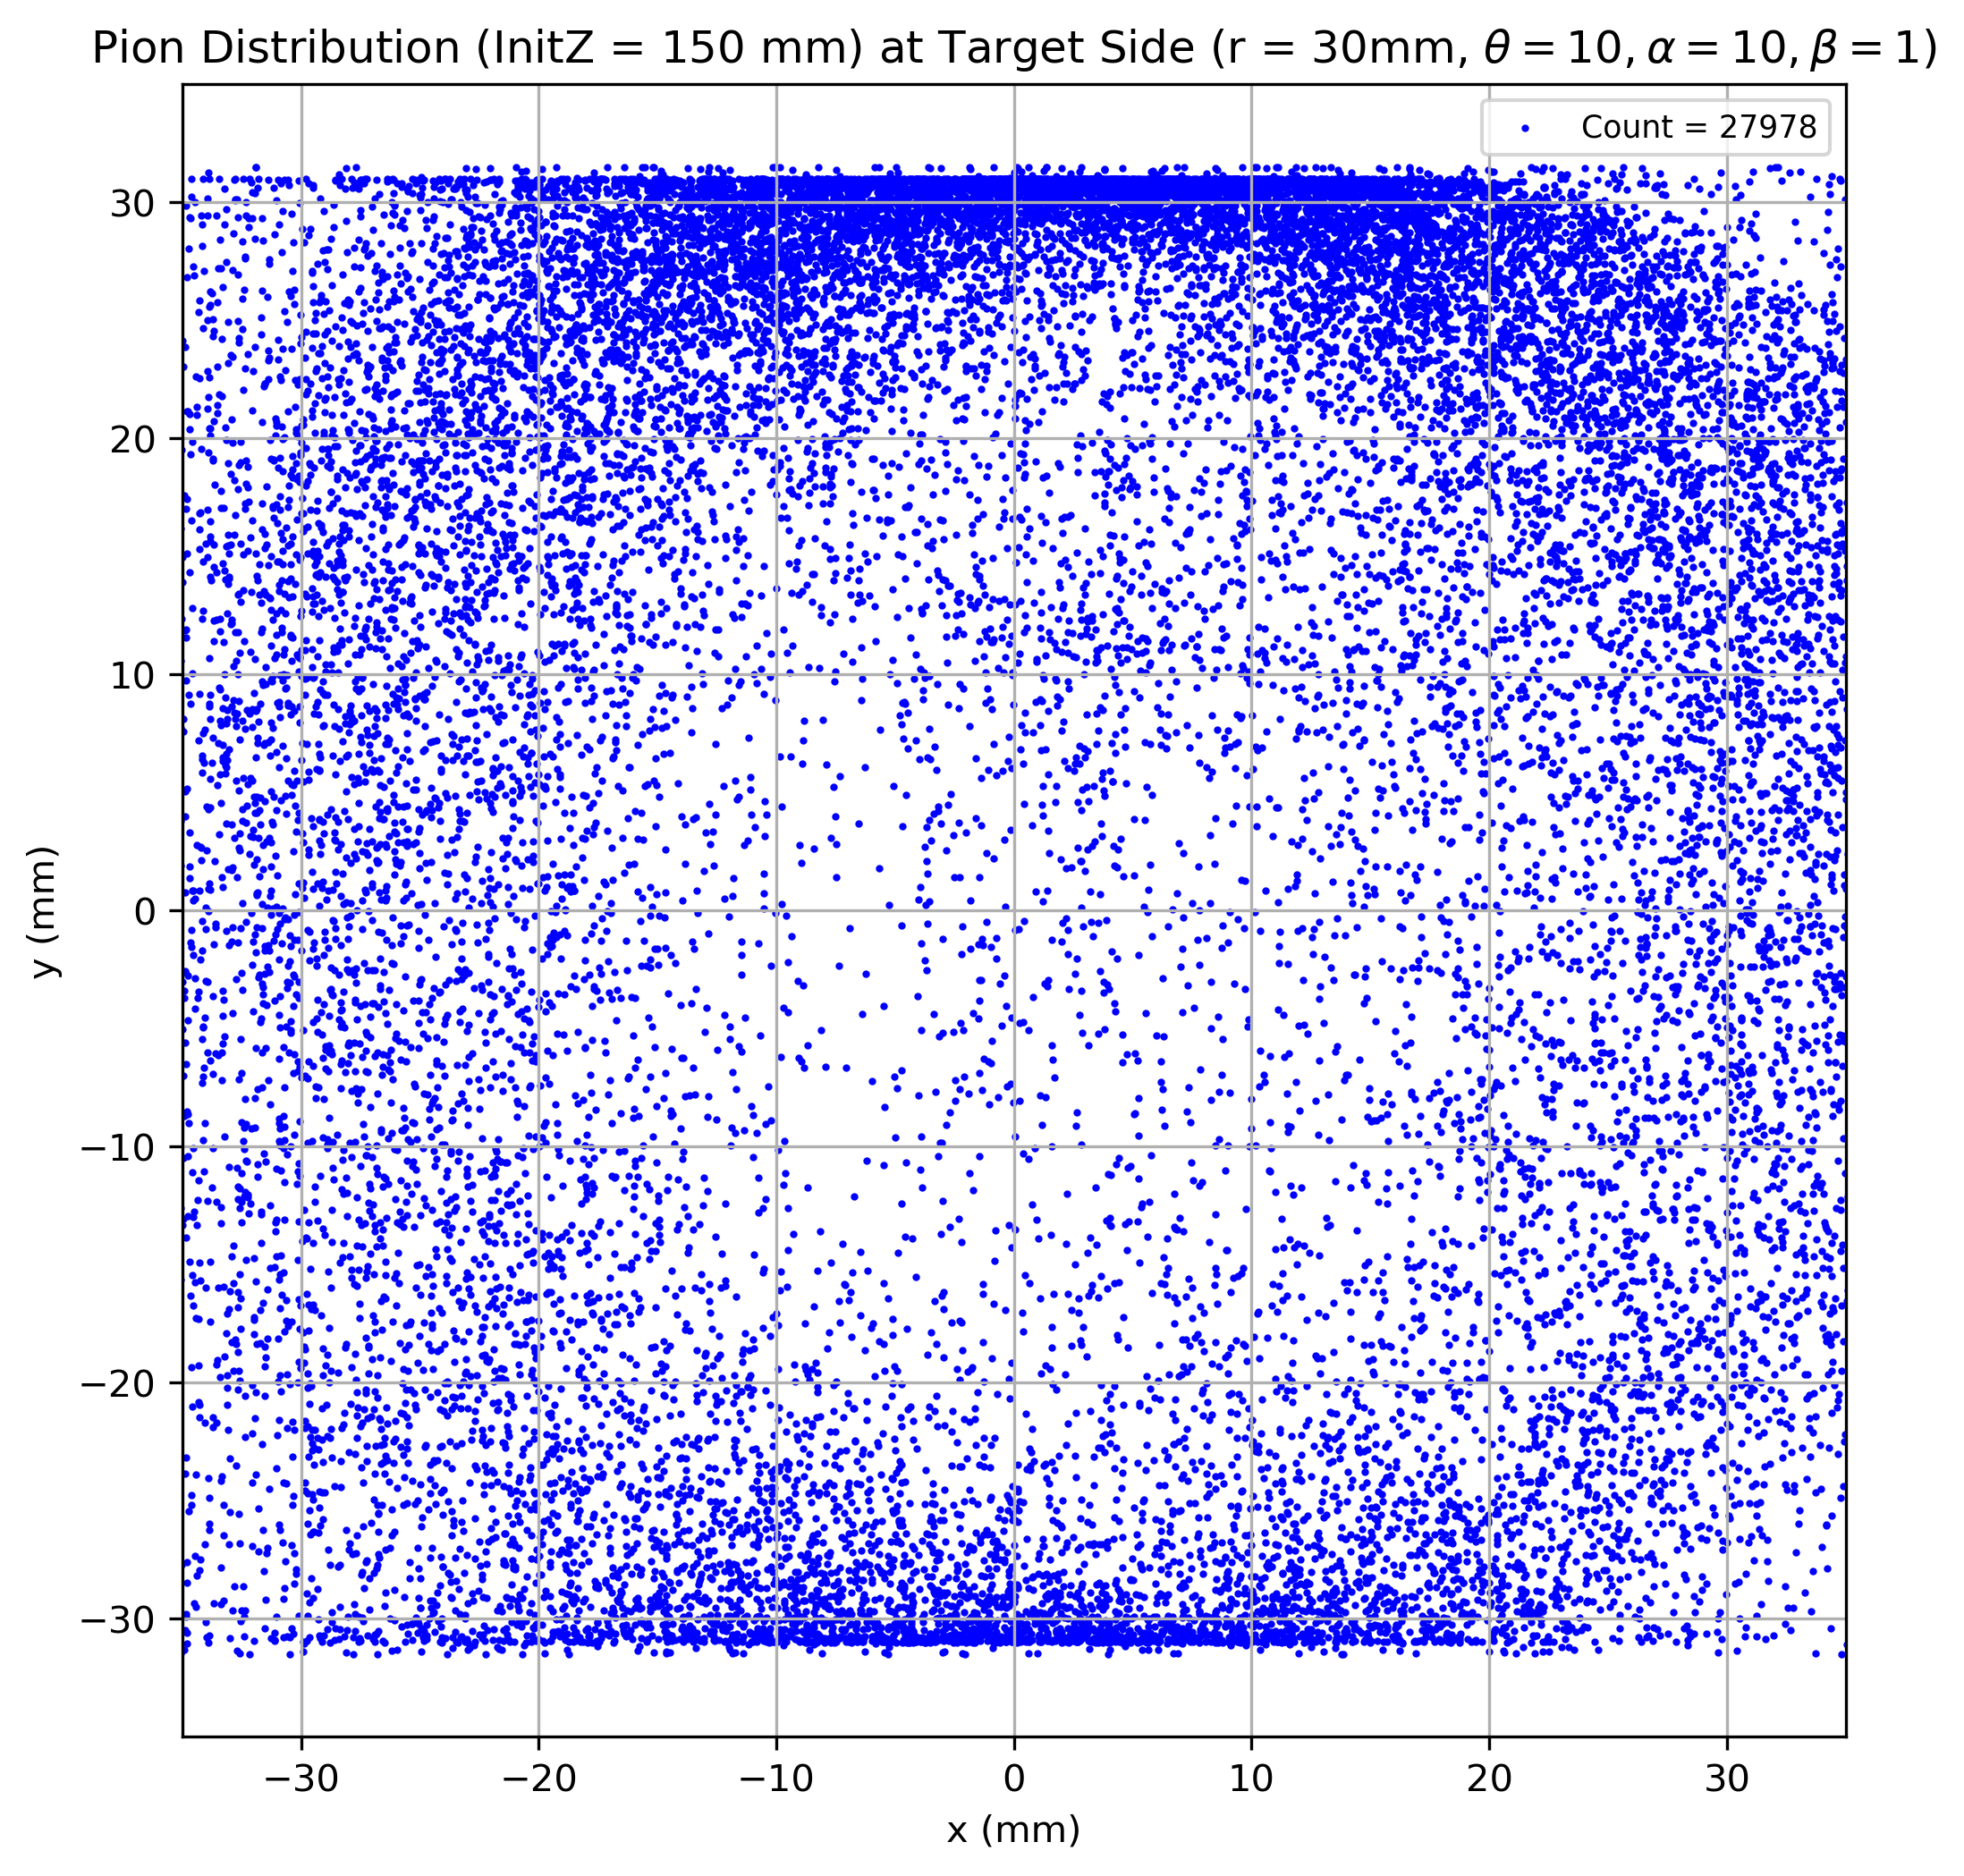 Pion Distribution (InitZ = 150 mm) at Target Side (r = 30mm, θ = 10, α = 10, β = 1)
Count = 27978
30
20
10
0
−10
−20
−30
y (mm)
−30 −20 −10 0 10 20 30
x (mm)